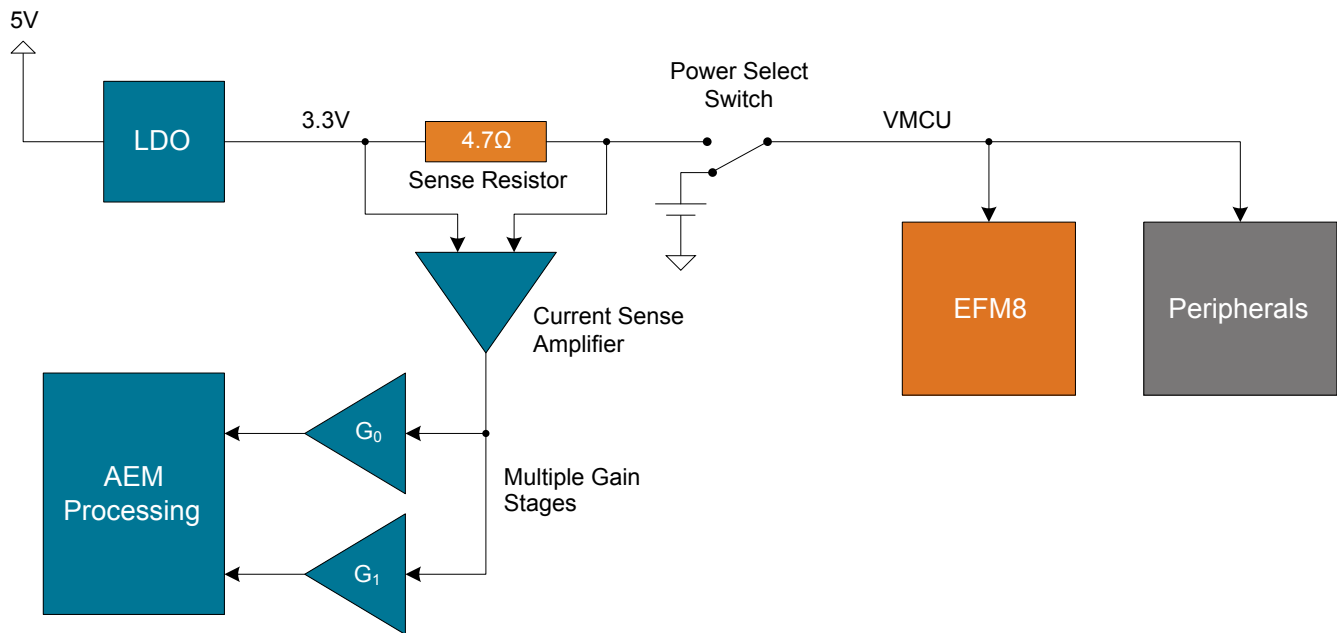 5V
LDO
3.3V
4.7Ω
Sense Resistor
Power Select
Switch
VMCU
EFM8
Peripherals
Current Sense
Amplifier
AEM
Processing
G₀
Multiple Gain
Stages
G₁